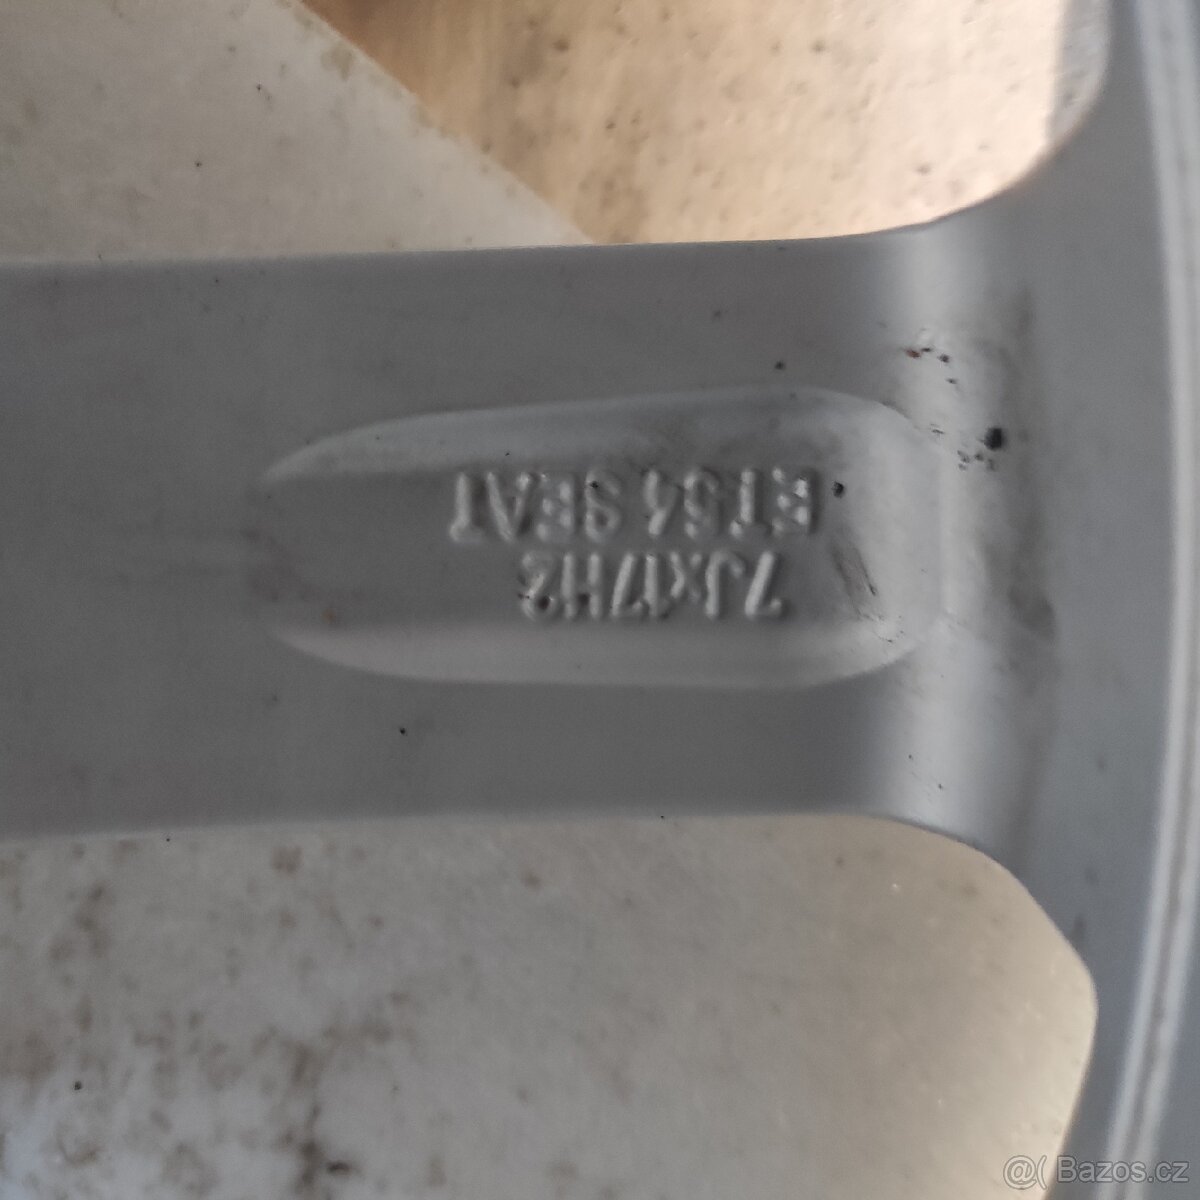 7Jx17H2
ET54 SEAT
@( Bazos.cz